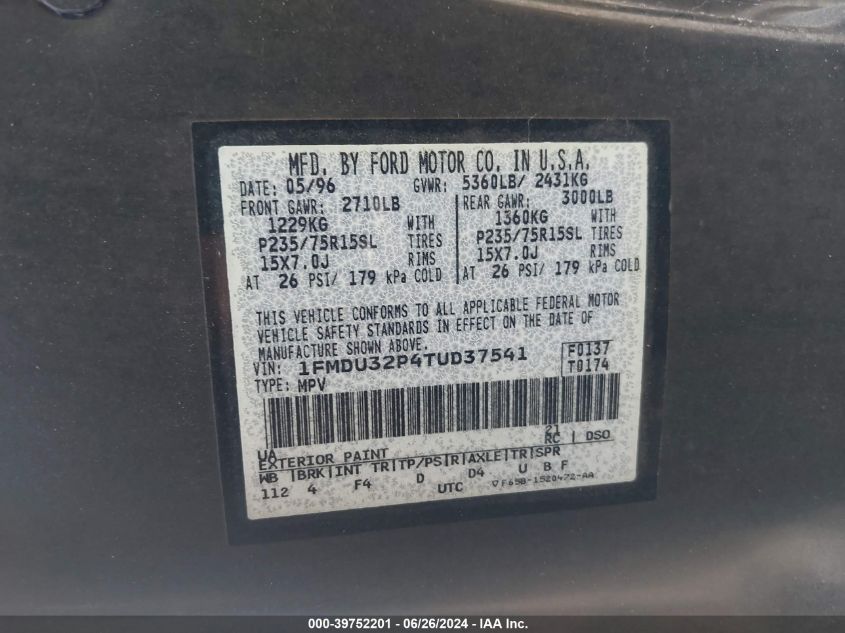 MFD. BY FORD MOTOR CO. IN U.S.A.
DATE: 05/96 GVWR: 5360LB/ 2431KG
FRONT GAWR: 2710LB REAR GAWR: 3000LB
1229KG WITH 1360KG WITH
P235/75R15SL TIRES P235/75R15SL TIRES
15X7.0J RIMS 15X7.0J RIMS
AT 26 PSI/ 179 kPa COLD AT 26 PSI/ 179 kPa COLD
THIS VEHICLE CONFORMS TO ALL APPLICABLE FEDERAL MOTOR
VEHICLE SAFETY STANDARDS IN EFFECT ON THE DATE OF
MANUFACTURE SHOWN ABOVE.
VIN: 1FMDU32P4TUD37541 F0137
TYPE: MPV T0174
21
UA RC | DSO
EXTERIOR PAINT
WB |BRK|INT TR|TP/PS|R|AXLE|TR|SPR
112 4 F4 D D4 U B F
UTC ▽F65B-1520472-AA
000-39752201 - 06/26/2024 - IAA Inc.